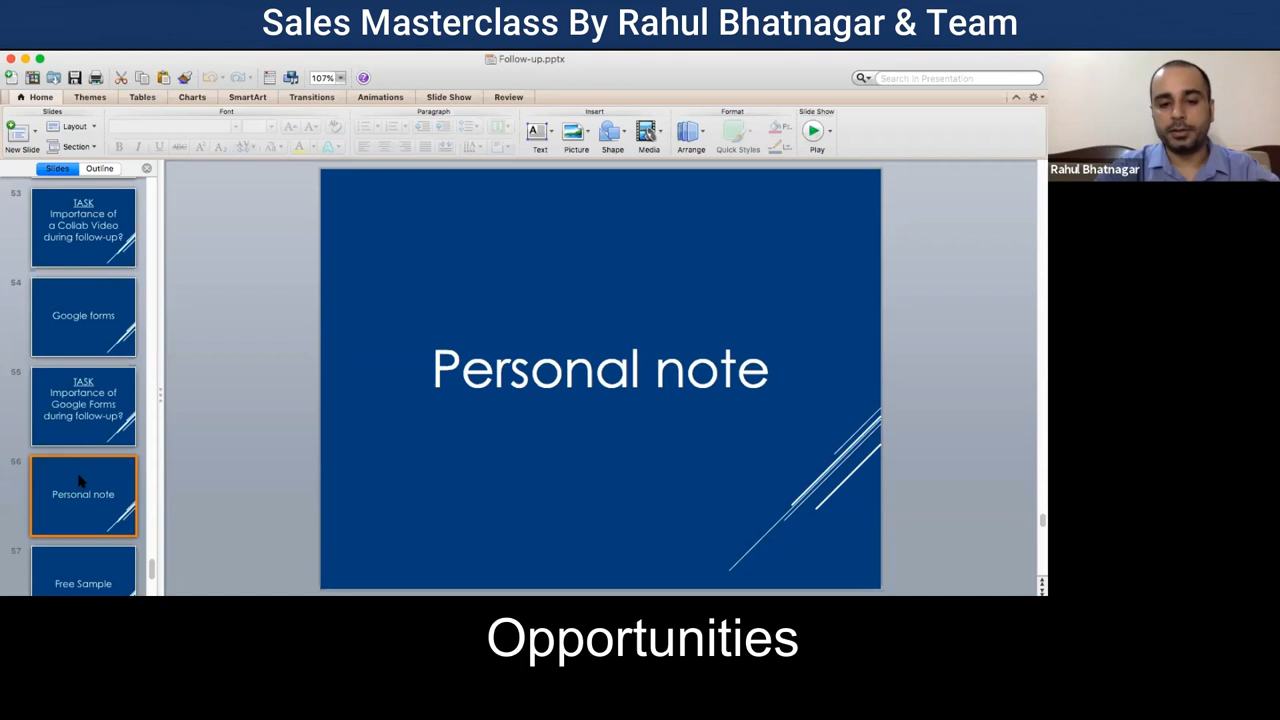 Sales Masterclass By Rahul Bhatnagar & Team
Follow-up.pptx
107%
Search in Presentation
Home
Themes
Tables
Charts
SmartArt
Transitions
Animations
Slide Show
Review
Slides
Font
Paragraph
Insert
Format
Slide Show
New Slide
Layout
Section
Text
Picture
Shape
Media
Arrange
Quick Styles
Play
Slides
Outline
53
TASK
Importance of
a Collab Video
during follow-up?
54
Google forms
55
TASK
Importance of
Google Forms
during follow-up?
56
Personal note
57
Free Sample
Personal note
Rahul Bhatnagar
Opportunities